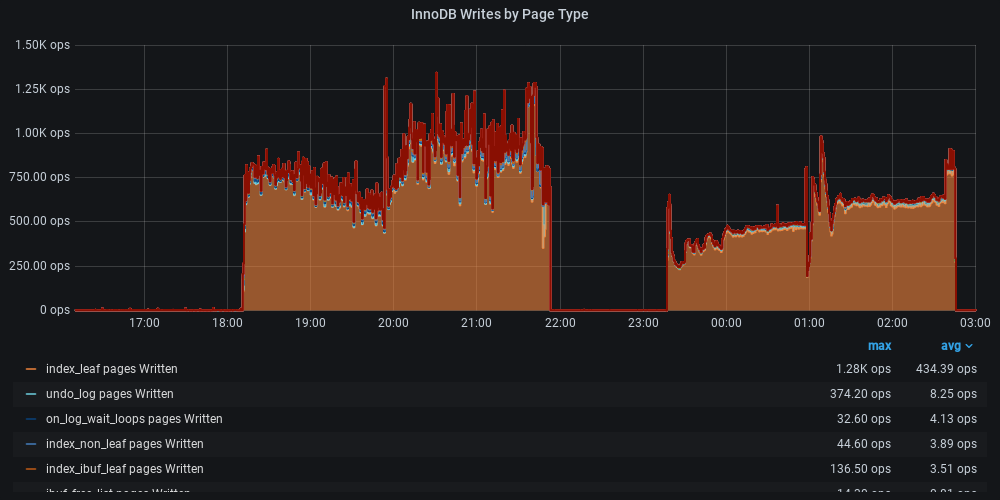 InnoDB Writes by Page Type
1.50K ops
1.25K ops
1.00K ops
750.00 ops
500.00 ops
250.00 ops
0 ops
17:00 18:00 19:00 20:00 21:00 22:00 23:00 00:00 01:00 02:00 03:00
max avg
index_leaf pages Written 1.28K ops 434.39 ops
undo_log pages Written 374.20 ops 8.25 ops
on_log_wait_loops pages Written 32.60 ops 4.13 ops
index_non_leaf pages Written 44.60 ops 3.89 ops
index_ibuf_leaf pages Written 136.50 ops 3.51 ops
pages Written ops ops